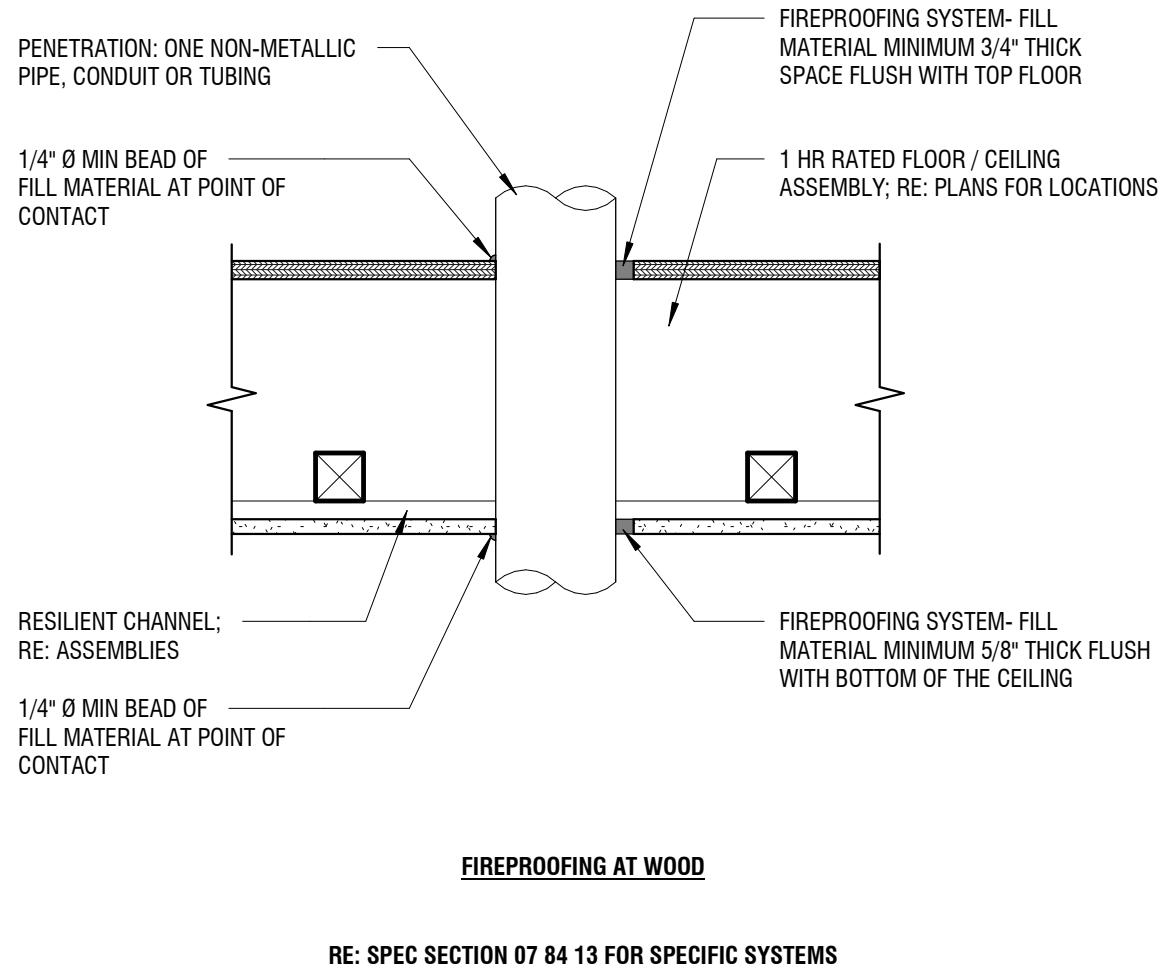 PENETRATION: ONE NON-METALLIC
PIPE, CONDUIT OR TUBING
1/4" Ø MIN BEAD OF
FILL MATERIAL AT POINT OF
CONTACT
FIREPROOFING SYSTEM- FILL
MATERIAL MINIMUM 3/4" THICK
SPACE FLUSH WITH TOP FLOOR
1 HR RATED FLOOR / CEILING
ASSEMBLY; RE: PLANS FOR LOCATIONS
RESILIENT CHANNEL;
RE: ASSEMBLIES
1/4" Ø MIN BEAD OF
FILL MATERIAL AT POINT OF
CONTACT
FIREPROOFING SYSTEM- FILL
MATERIAL MINIMUM 5/8" THICK FLUSH
WITH BOTTOM OF THE CEILING
FIREPROOFING AT WOOD
RE: SPEC SECTION 07 84 13 FOR SPECIFIC SYSTEMS